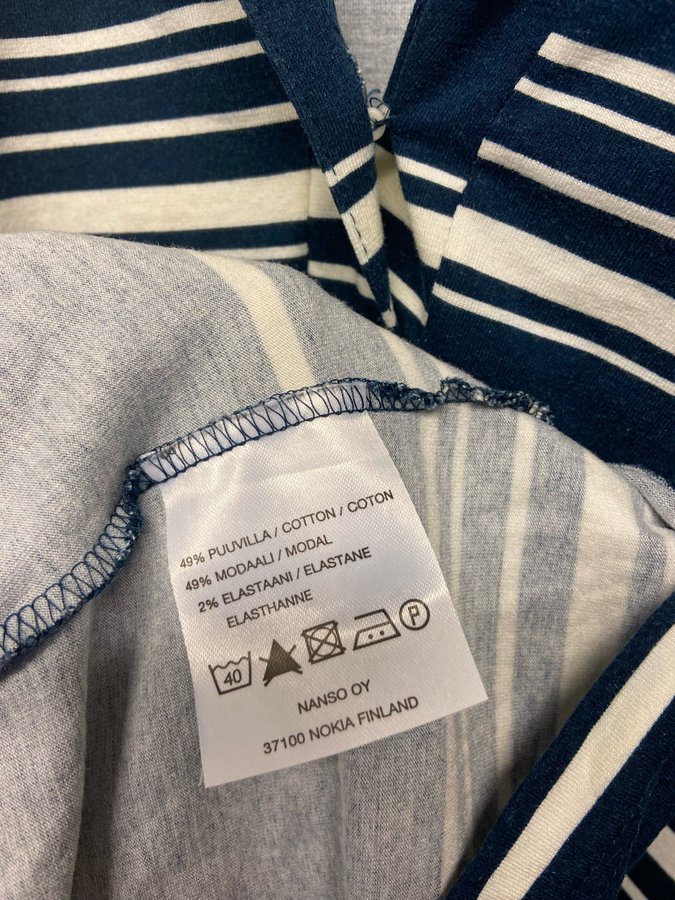 49% PUUVILLA / COTTON / COTON
49% MODAALI / MODAL
2% ELASTAANI / ELASTANE
ELASTHANNE
40 P
NANSO OY
37100 NOKIA FINLAND